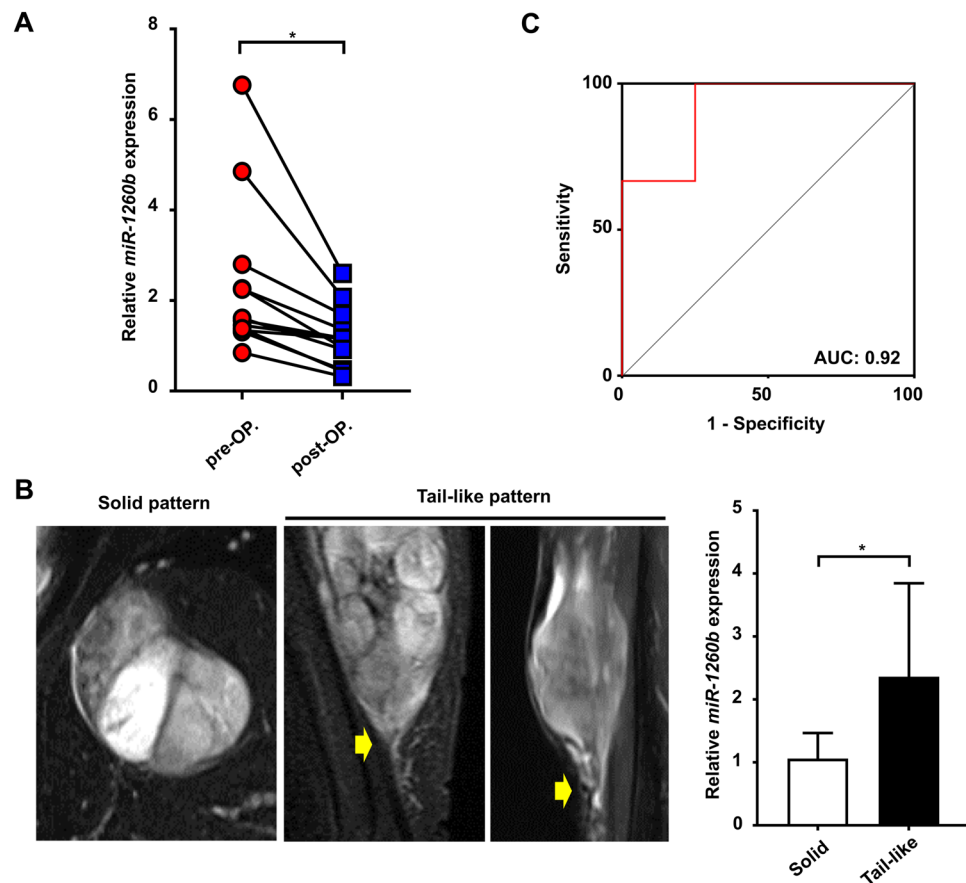 A
8
6
4
2
0
Relative miR-1260b expression
*
pre-OP.
post-OP.
C
100
50
0
Sensitivity
0
50
100
1 - Specificity
AUC: 0.92
B
Solid pattern
Tail-like pattern
5
4
3
2
1
0
Relative miR-1260b expression
*
Solid
Tail-like